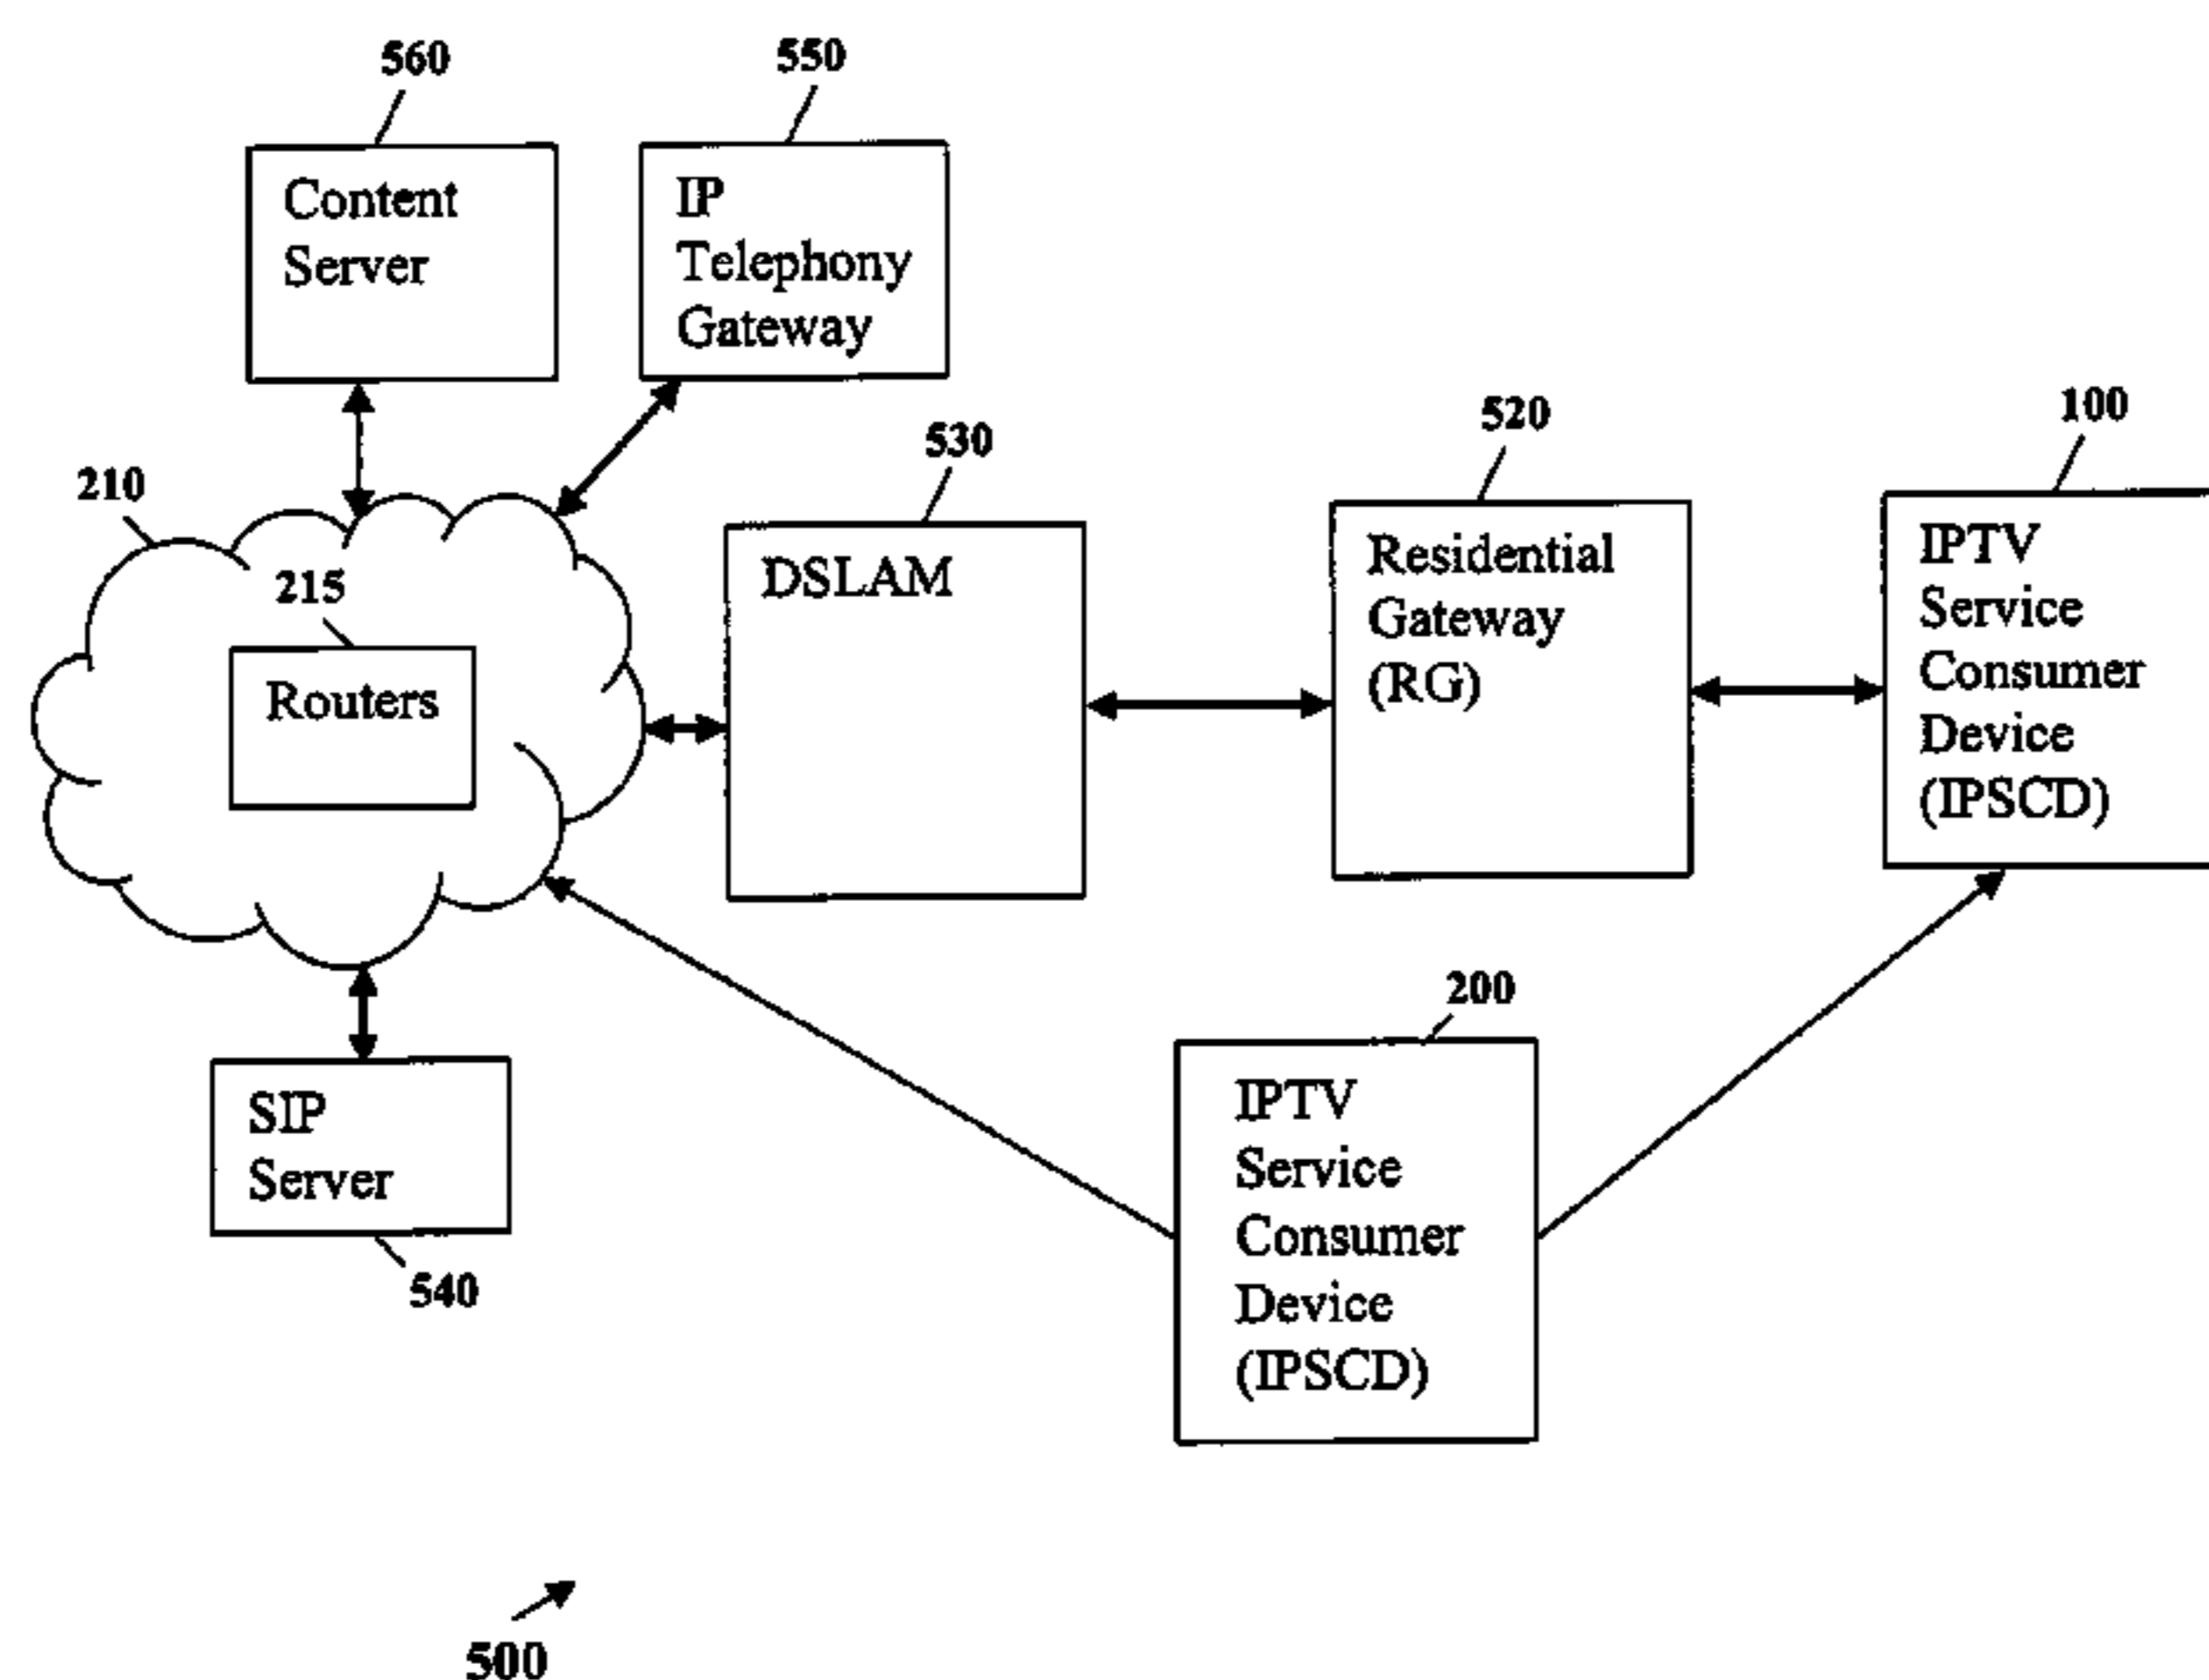 560
550
Content
Server
IP
Telephony
Gateway
210
530
520
100
215
Routers
DSLAM
Residential
Gateway
(RG)
IPTV
Service
Consumer
Device
(IPSCD)
200
SIP
Server
540
IPTV
Service
Consumer
Device
(IPSCD)
500